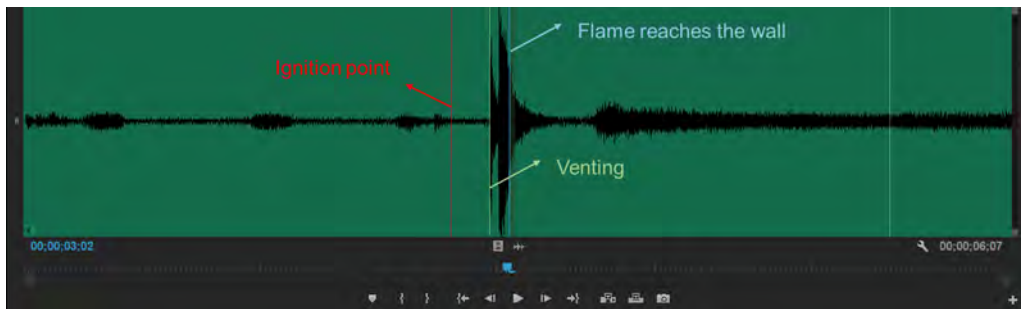 Flame reaches the wall
Ignition point
Venting
00;00;03;02
00;00;06;07